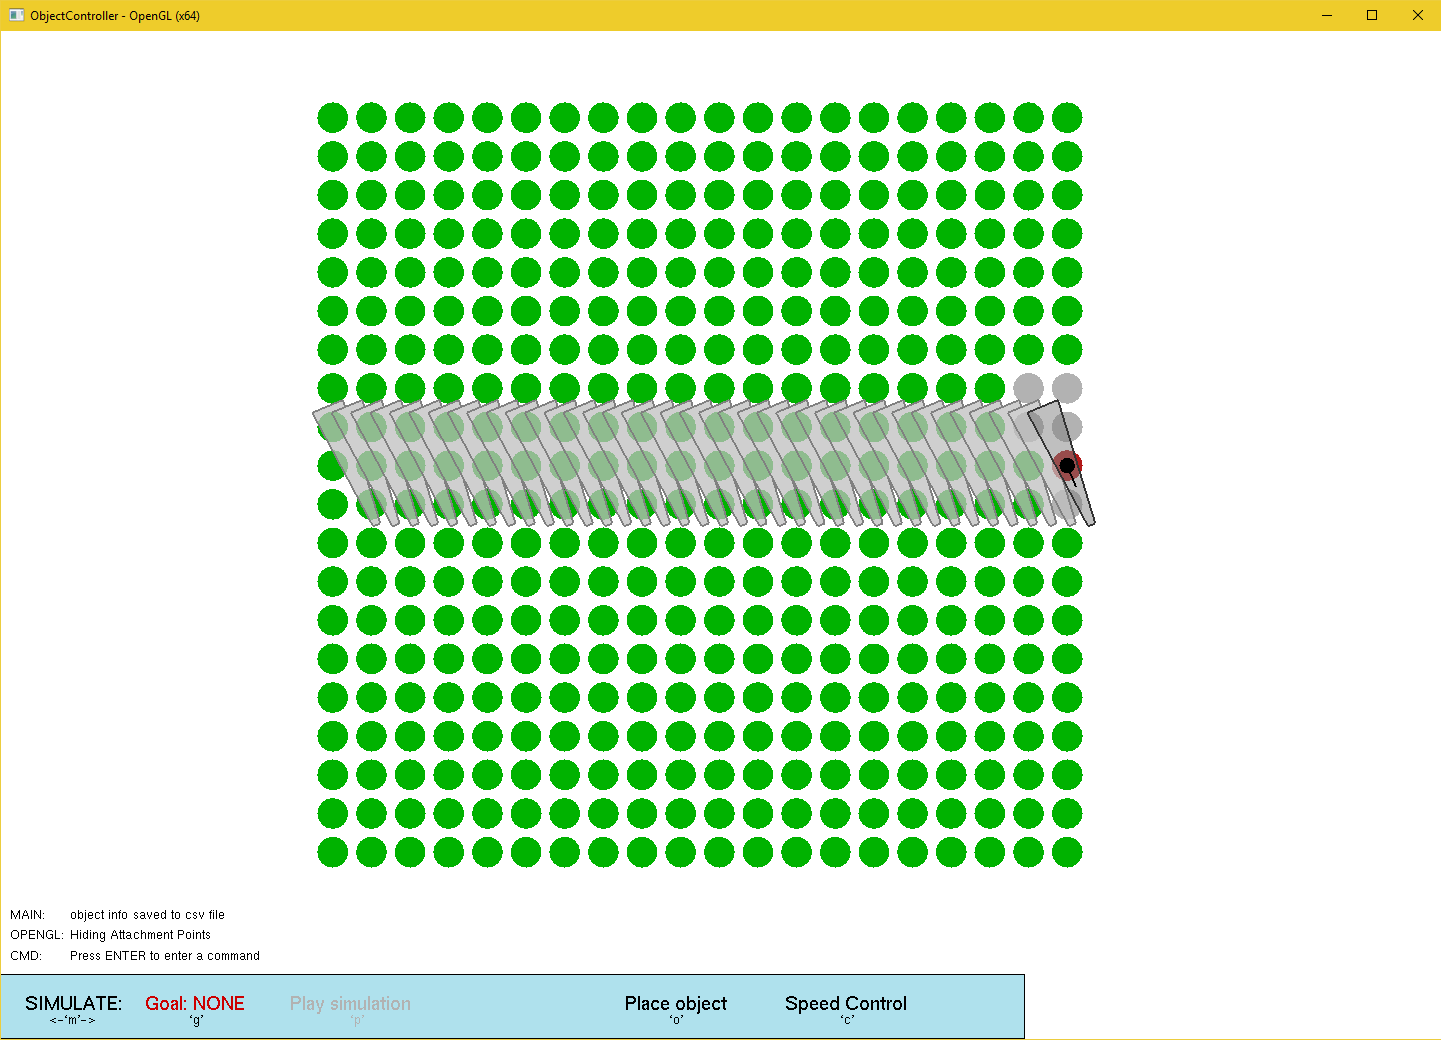 ObjectController - OpenGL (x64)
MAIN: object info saved to csv file
OPENGL: Hiding Attachment Points
CMD: Press ENTER to enter a command
SIMULATE: Goal: NONE Play simulation Place object Speed Control
<-'m'-> 'g' 'p' 'o' 'c'